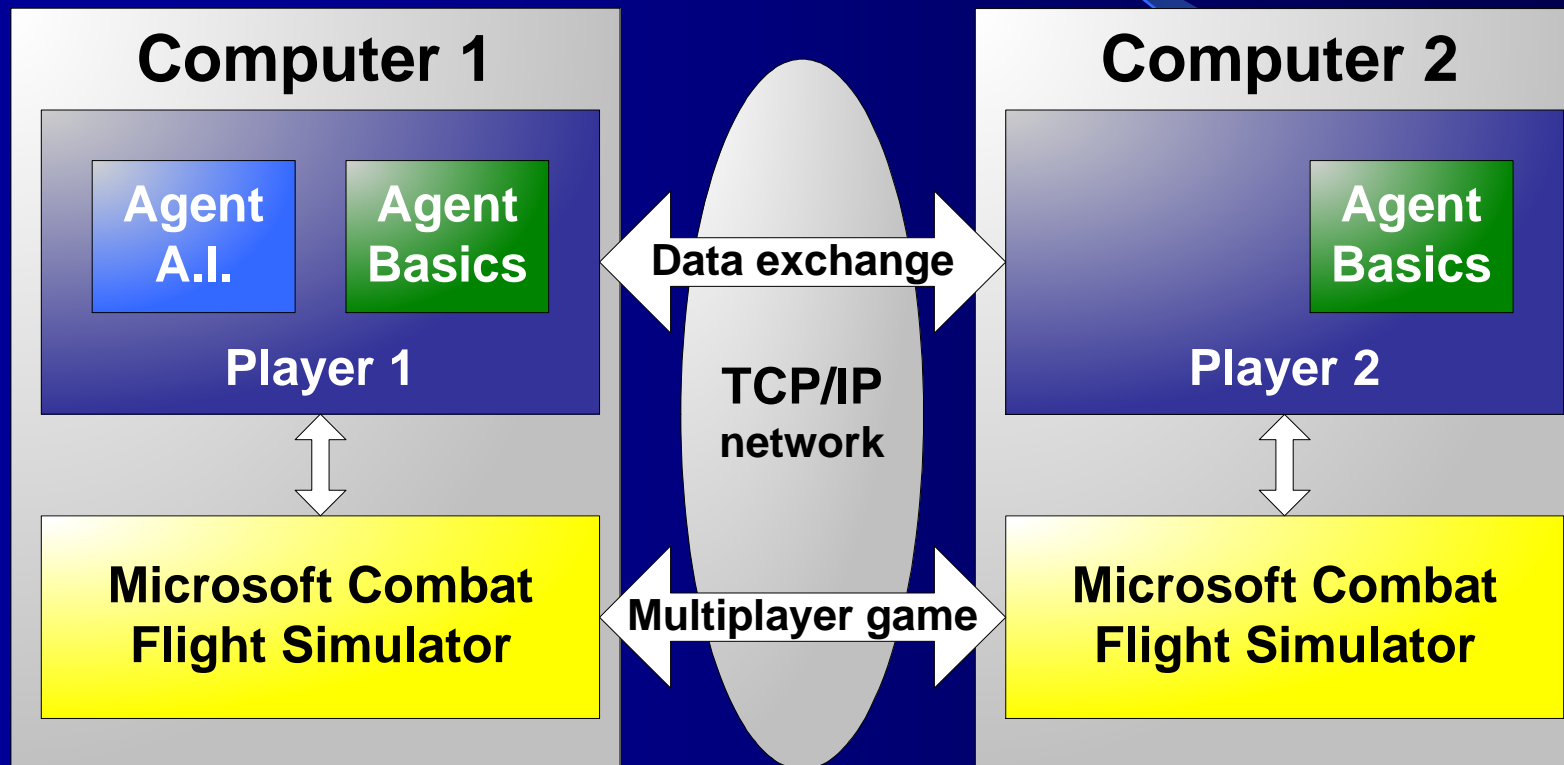 Computer 1
Agent
A.I.
Agent
Basics
Player 1
Microsoft Combat
Flight Simulator
Data exchange
TCP/IP
network
Multiplayer game
Computer 2
Agent
Basics
Player 2
Microsoft Combat
Flight Simulator